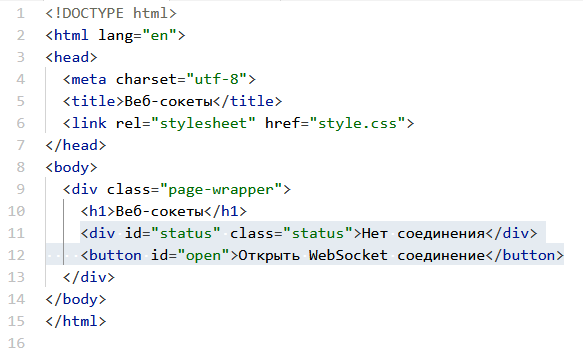 1 <!DOCTYPE html>
2 <html lang="en">
3 <head>
4   <meta charset="utf-8">
5   <title>Веб-сокеты</title>
6   <link rel="stylesheet" href="style.css">
7 </head>
8 <body>
9   <div class="page-wrapper">
10     <h1>Веб-сокеты</h1>
11     <div id="status" class="status">Нет соединения</div>
12     <button id="open">Открыть WebSocket соединение</button>
13   </div>
14 </body>
15 </html>
16